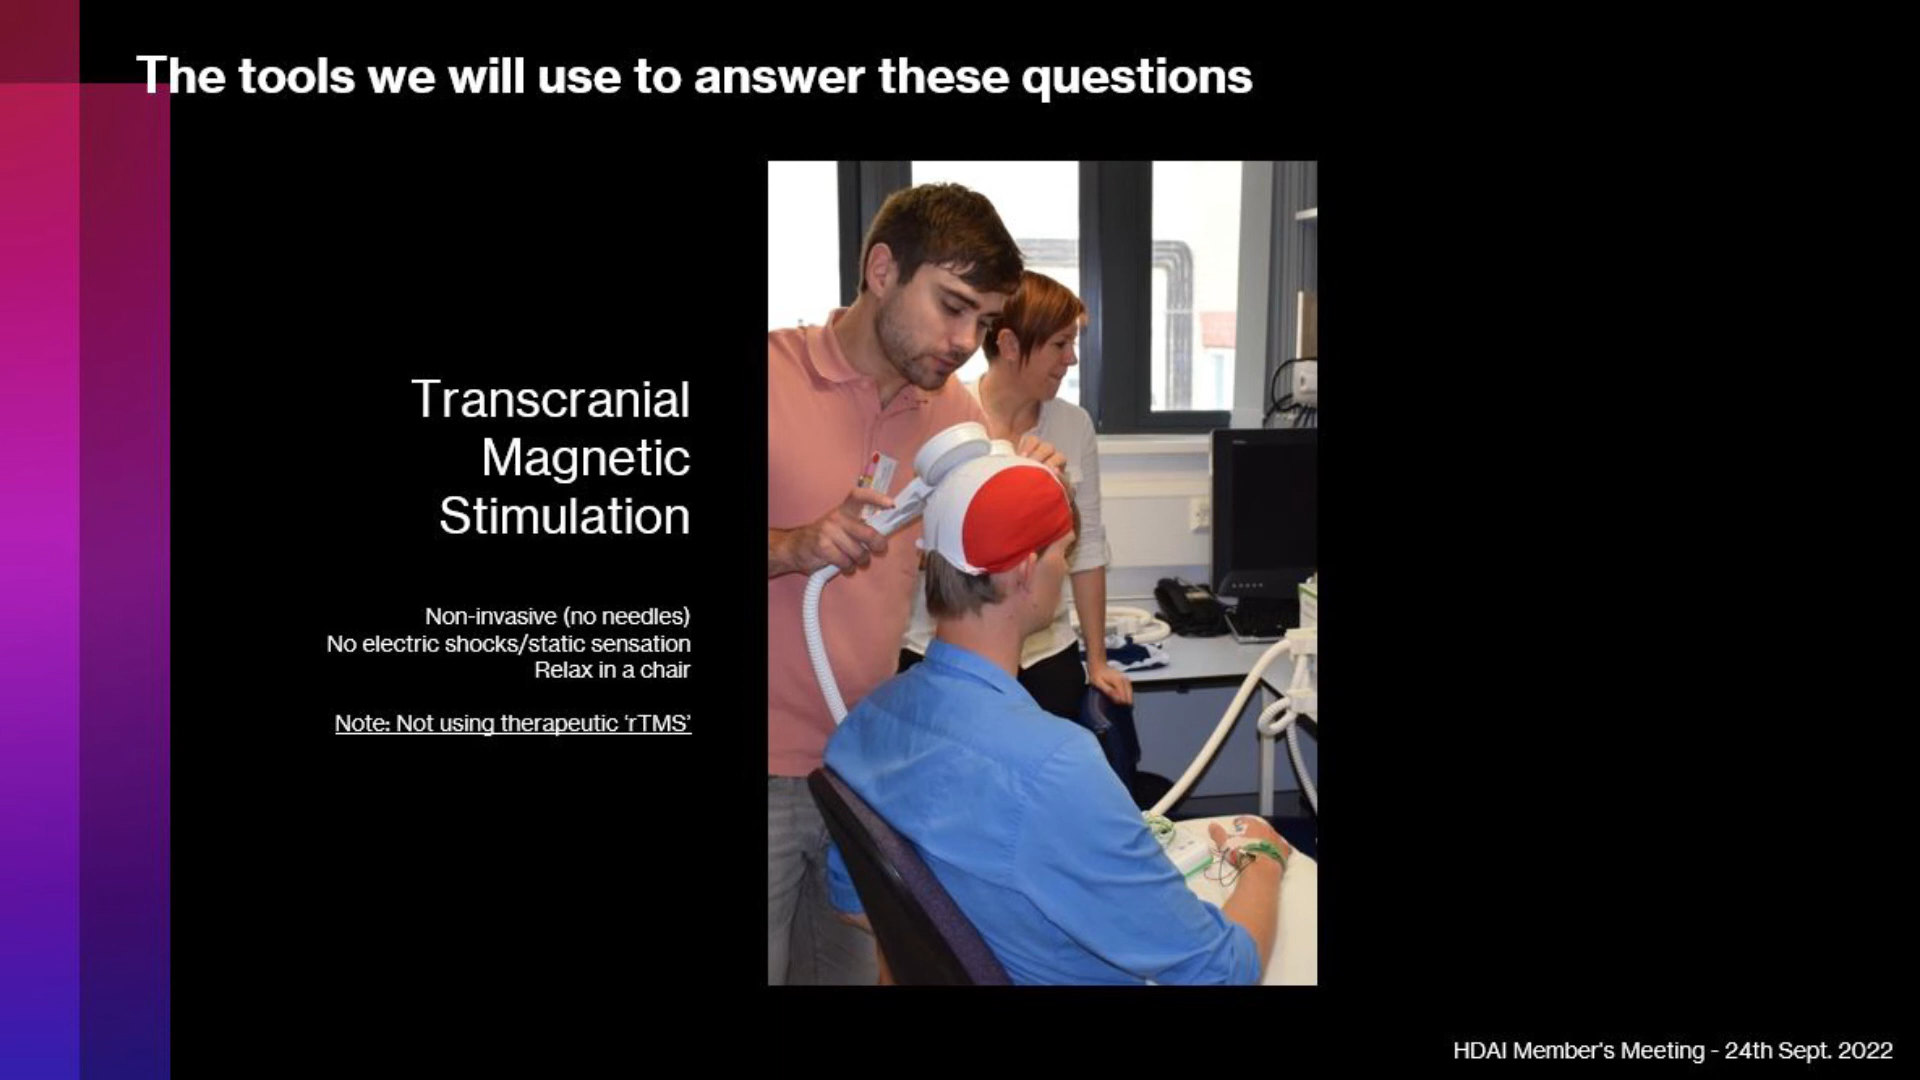 The tools we will use to answer these questions
Transcranial
Magnetic
Stimulation
Non-invasive (no needles)
No electric shocks/static sensation
Relax in a chair
Note: Not using therapeutic ‘rTMS’
HDAI Member's Meeting - 24th Sept. 2022